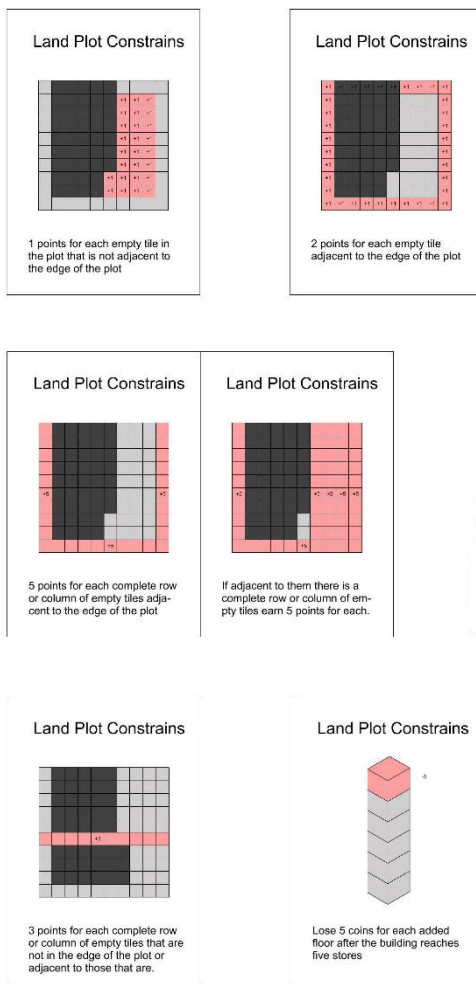 Land Plot Constrains
1 points for each empty tile in
the plot that is not adjacent to
the edge of the plot
Land Plot Constrains
2 points for each empty tile
adjacent to the edge of the plot
Land Plot Constrains
5 points for each complete row
or column of empty tiles adja-
cent to the edge of the plot
Land Plot Constrains
If adjacent to them there is a
complete row or column of em-
pty tiles earn 5 points for each.
Land Plot Constrains
3 points for each complete row
or column of empty tiles that are
not in the edge of the plot or
adjacent to those that are.
Land Plot Constrains
Lose 5 coins for each added
floor after the building reaches
five stores